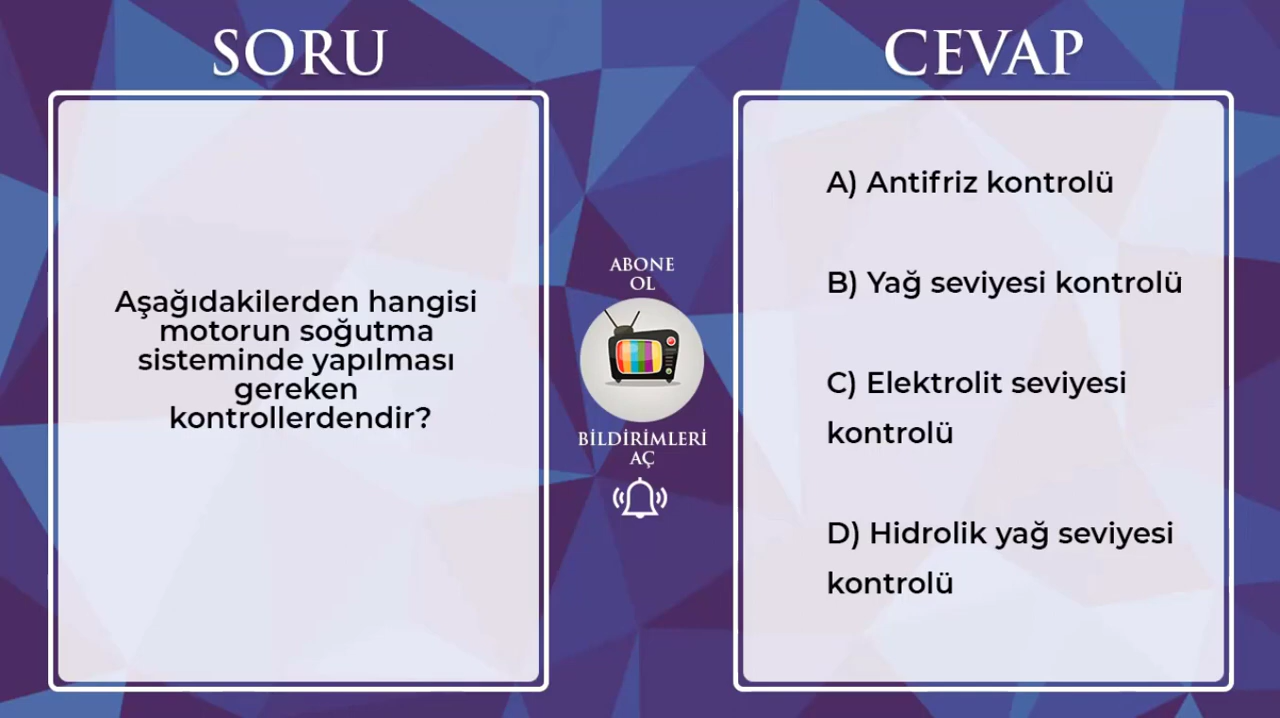 SORU
Aşağıdakilerden hangisi
motorun soğutma
sisteminde yapılması
gereken
kontrollerdendir?
ABONE
OL
BİLDİRİMLERİ
AÇ
CEVAP
A) Antifriz kontrolü
B) Yağ seviyesi kontrolü
C) Elektrolit seviyesi
kontrolü
D) Hidrolik yağ seviyesi
kontrolü